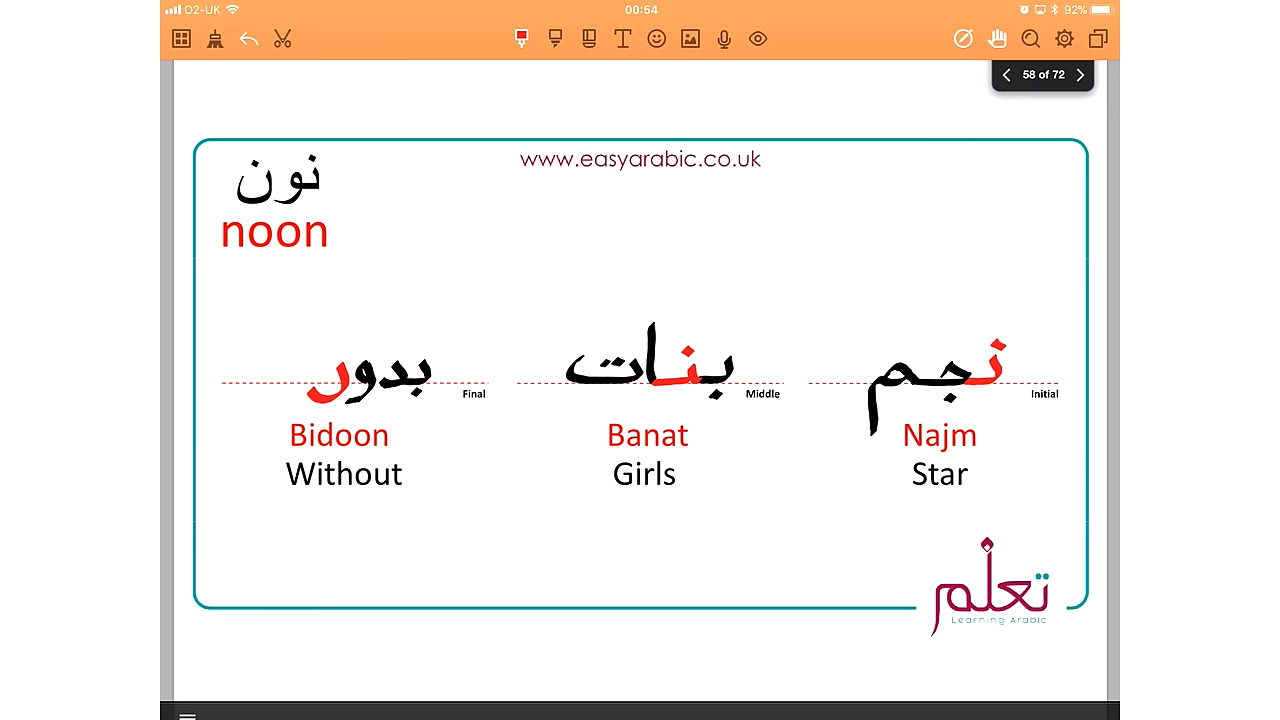 O2-UK 00:54 92%
58 of 72
www.easyarabic.co.uk
نون
noon
نجم
Initial
Najm
Star
بنات
Middle
Banat
Girls
بدون
Final
Bidoon
Without
تعلم
Learning Arabic